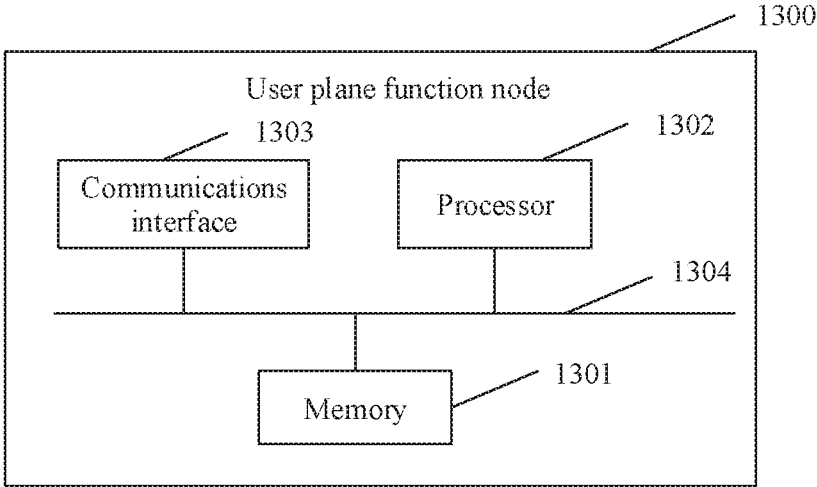 1300
User plane function node
1303
1302
Communications
interface
Processor
1304
1301
Memory